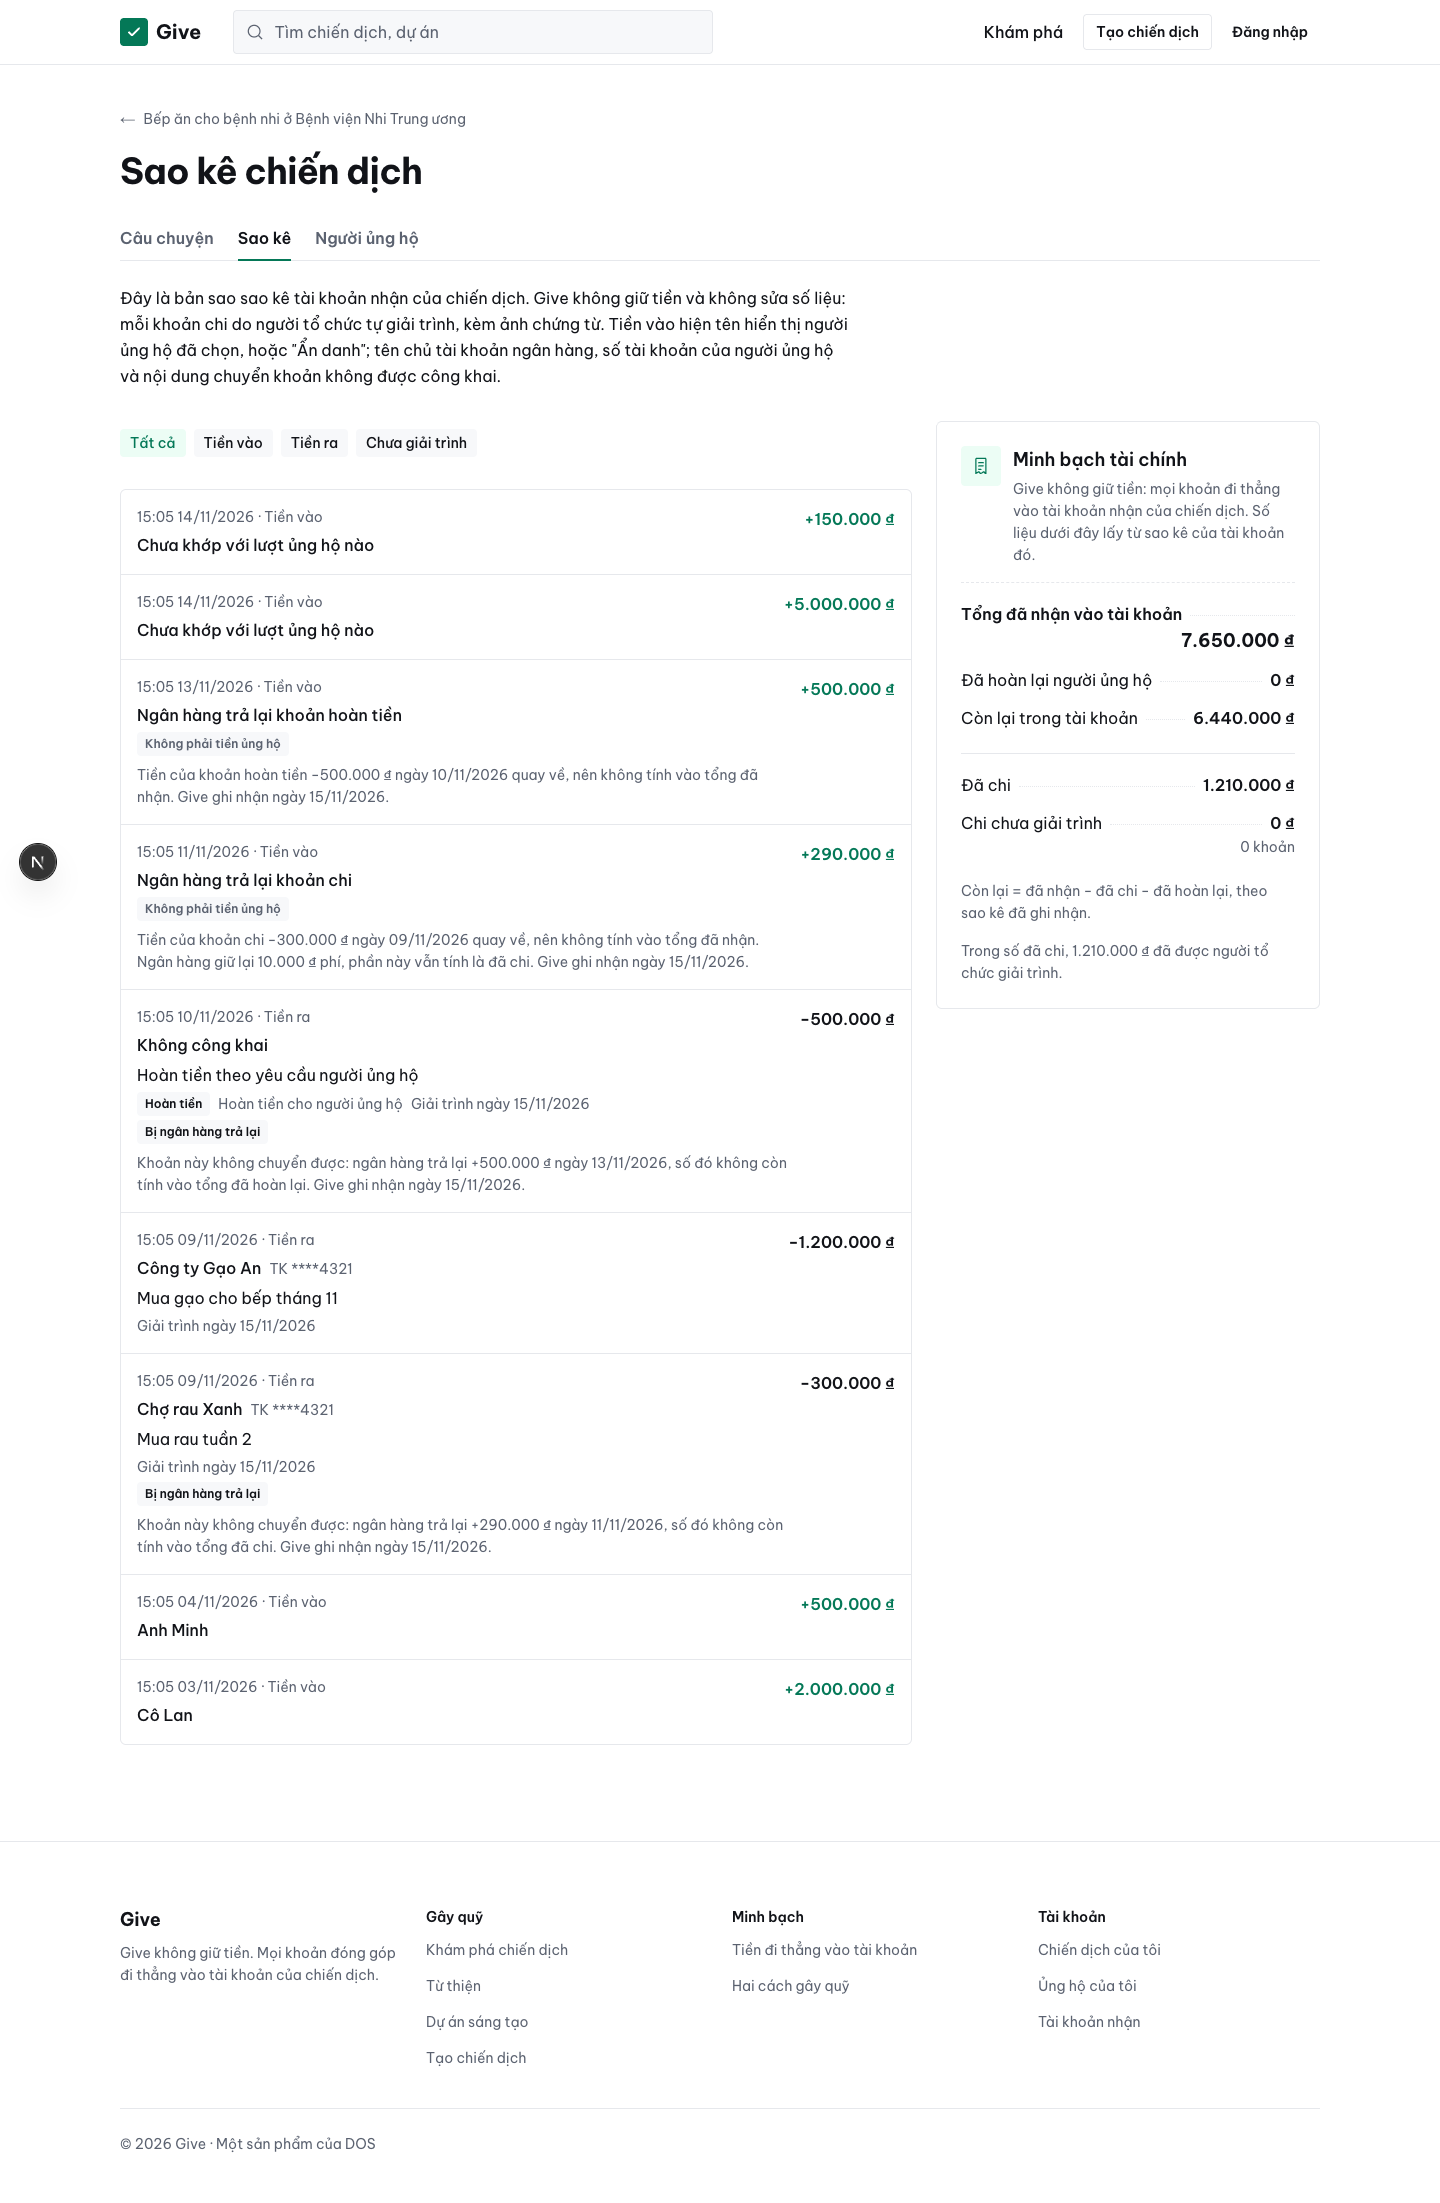 Give
Tìm chiến dịch, dự án
Khám phá
Tạo chiến dịch
Đăng nhập
← Bếp ăn cho bệnh nhi ở Bệnh viện Nhi Trung ương
Sao kê chiến dịch
Câu chuyện
Sao kê
Người ủng hộ
Đây là bản sao sao kê tài khoản nhận của chiến dịch. Give không giữ tiền và không sửa số liệu:
mỗi khoản chi do người tổ chức tự giải trình, kèm ảnh chứng từ. Tiền vào hiện tên hiển thị người
ủng hộ đã chọn, hoặc "Ẩn danh"; tên chủ tài khoản ngân hàng, số tài khoản của người ủng hộ
và nội dung chuyển khoản không được công khai.
Tất cả
Tiền vào
Tiền ra
Chưa giải trình
15:05 14/11/2026 · Tiền vào
+150.000 ₫
Chưa khớp với lượt ủng hộ nào
15:05 14/11/2026 · Tiền vào
+5.000.000 ₫
Chưa khớp với lượt ủng hộ nào
15:05 13/11/2026 · Tiền vào
+500.000 ₫
Ngân hàng trả lại khoản hoàn tiền
Không phải tiền ủng hộ
Tiền của khoản hoàn tiền -500.000 ₫ ngày 10/11/2026 quay về, nên không tính vào tổng đã
nhận. Give ghi nhận ngày 15/11/2026.
15:05 11/11/2026 · Tiền vào
+290.000 ₫
Ngân hàng trả lại khoản chi
Không phải tiền ủng hộ
Tiền của khoản chi -300.000 ₫ ngày 09/11/2026 quay về, nên không tính vào tổng đã nhận.
Ngân hàng giữ lại 10.000 ₫ phí, phần này vẫn tính là đã chi. Give ghi nhận ngày 15/11/2026.
15:05 10/11/2026 · Tiền ra
-500.000 ₫
Không công khai
Hoàn tiền theo yêu cầu người ủng hộ
Hoàn tiền Hoàn tiền cho người ủng hộ Giải trình ngày 15/11/2026
Bị ngân hàng trả lại
Khoản này không chuyển được: ngân hàng trả lại +500.000 ₫ ngày 13/11/2026, số đó không còn
tính vào tổng đã hoàn lại. Give ghi nhận ngày 15/11/2026.
15:05 09/11/2026 · Tiền ra
-1.200.000 ₫
Công ty Gạo An TK ****4321
Mua gạo cho bếp tháng 11
Giải trình ngày 15/11/2026
15:05 09/11/2026 · Tiền ra
-300.000 ₫
Chợ rau Xanh TK ****4321
Mua rau tuần 2
Giải trình ngày 15/11/2026
Bị ngân hàng trả lại
Khoản này không chuyển được: ngân hàng trả lại +290.000 ₫ ngày 11/11/2026, số đó không còn
tính vào tổng đã chi. Give ghi nhận ngày 15/11/2026.
15:05 04/11/2026 · Tiền vào
+500.000 ₫
Anh Minh
15:05 03/11/2026 · Tiền vào
+2.000.000 ₫
Cô Lan
Minh bạch tài chính
Give không giữ tiền: mọi khoản đi thẳng
vào tài khoản nhận của chiến dịch. Số
liệu dưới đây lấy từ sao kê của tài khoản
đó.
Tổng đã nhận vào tài khoản
7.650.000 ₫
Đã hoàn lại người ủng hộ 0 ₫
Còn lại trong tài khoản 6.440.000 ₫
Đã chi 1.210.000 ₫
Chi chưa giải trình 0 ₫
0 khoản
Còn lại = đã nhận - đã chi - đã hoàn lại, theo
sao kê đã ghi nhận.
Trong số đã chi, 1.210.000 ₫ đã được người tổ
chức giải trình.
Give
Give không giữ tiền. Mọi khoản đóng góp
đi thẳng vào tài khoản của chiến dịch.
Gây quỹ
Khám phá chiến dịch
Từ thiện
Dự án sáng tạo
Tạo chiến dịch
Minh bạch
Tiền đi thẳng vào tài khoản
Hai cách gây quỹ
Tài khoản
Chiến dịch của tôi
Ủng hộ của tôi
Tài khoản nhận
© 2026 Give · Một sản phẩm của DOS